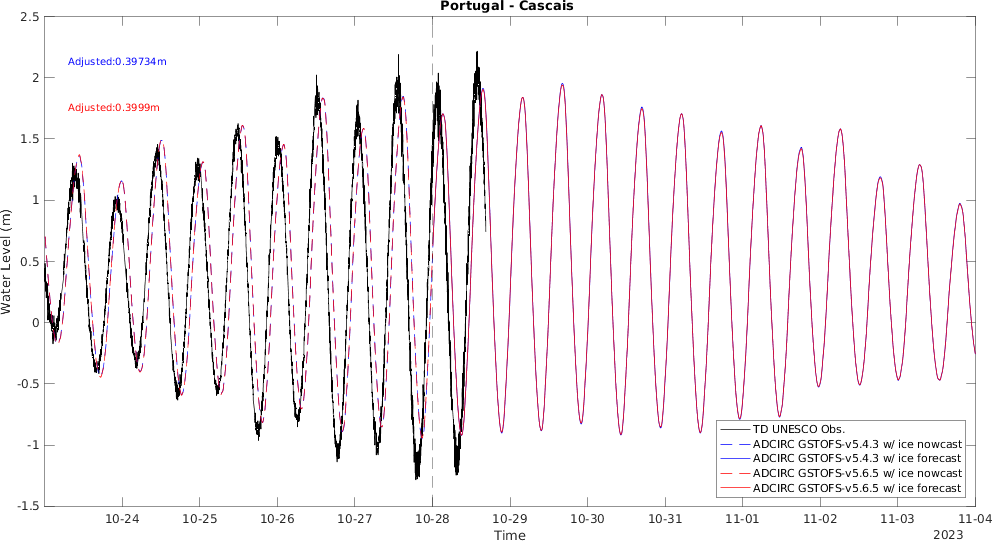 Portugal - Cascais
2.5
2
1.5
1
0.5
0
-0.5
-1
-1.5
Water Level (m)
Adjusted:0.39734m
Adjusted:0.3999m
TD UNESCO Obs.
ADCIRC GSTOFS-v5.4.3 w/ ice nowcast
ADCIRC GSTOFS-v5.4.3 w/ ice forecast
ADCIRC GSTOFS-v5.6.5 w/ ice nowcast
ADCIRC GSTOFS-v5.6.5 w/ ice forecast
10-24 10-25 10-26 10-27 10-28 10-29 10-30 10-31 11-01 11-02 11-03 11-04
Time
2023